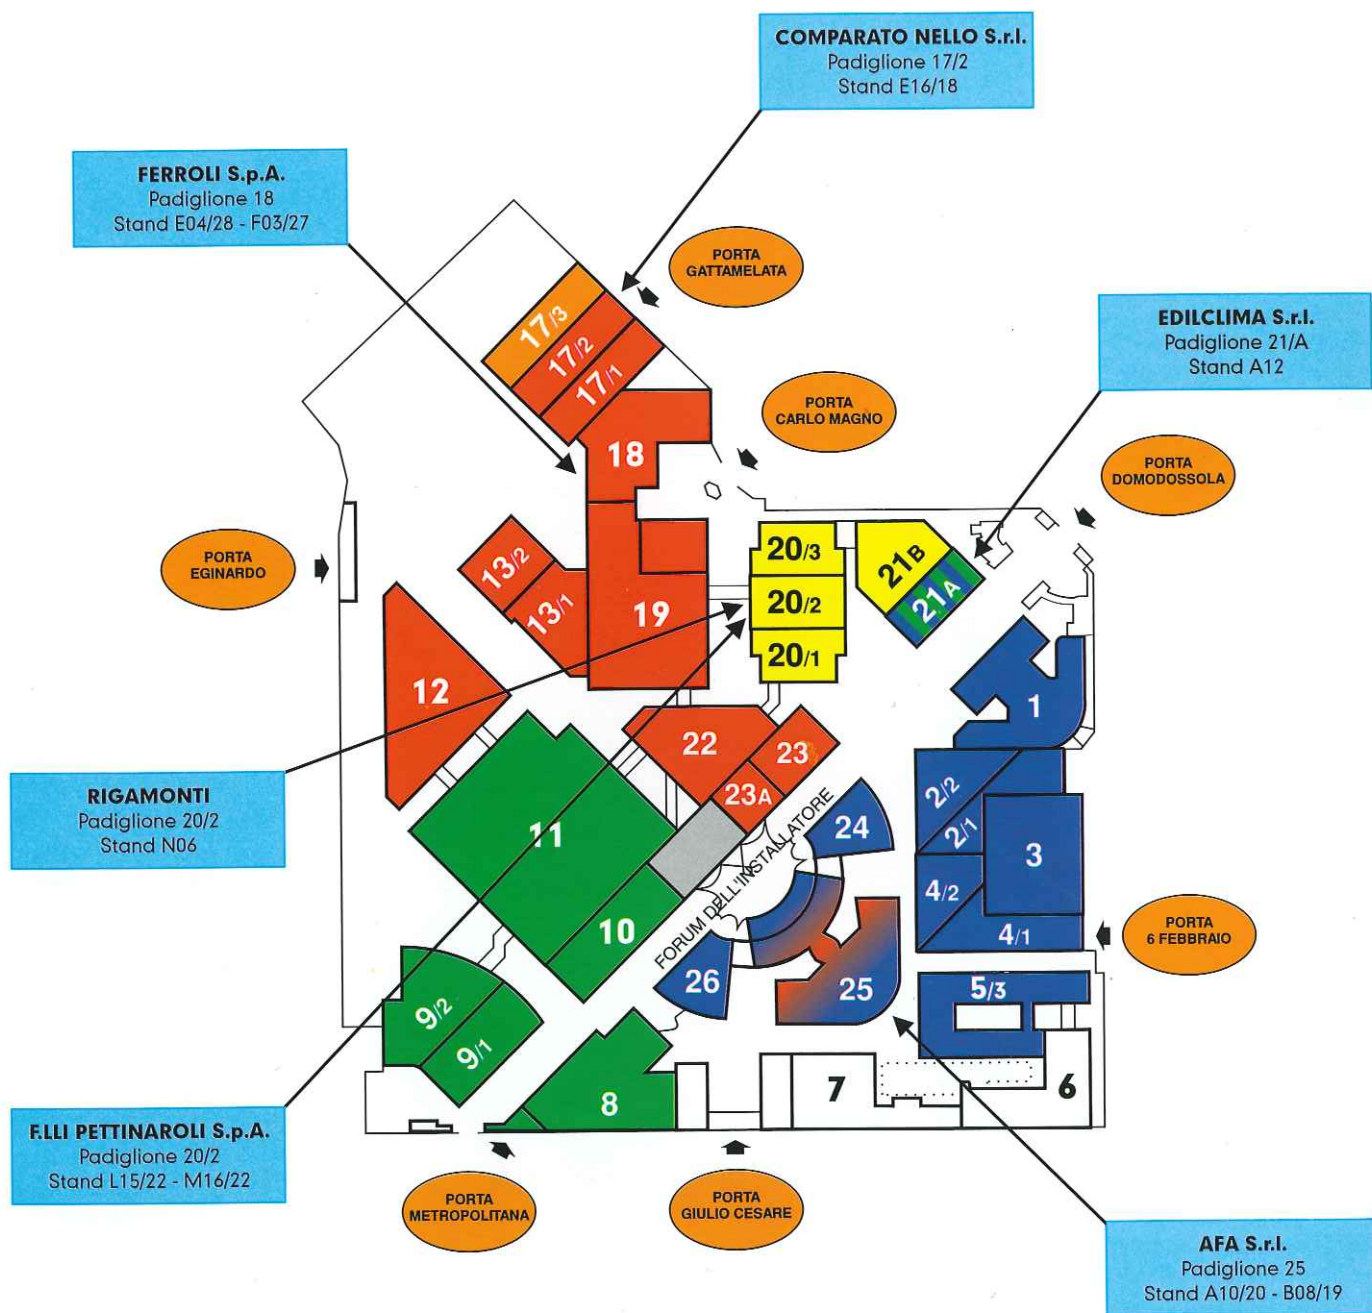 COMPARATO NELLO S.r.l.
Padiglione 17/2
Stand E16/18
FERROLI S.p.A.
Padiglione 18
Stand E04/28 - F03/27
PORTA
GATTAMELATA
EDILCLIMA S.r.l.
Padiglione 21/A
Stand A12
17/3
17/2
17/1
PORTA
CARLO MAGNO
18
PORTA
DOMODOSSOLA
PORTA
EGINARDO
13/2
13/1
19
20/3
20/2
20/1
21B
21A
12
1
22
23
23A
RIGAMONTI
Padiglione 20/2
Stand N06
11
10
FORUM DELL'INSTALLATORE
24
2/2
2/1
3
4/2
4/1
PORTA
6 FEBBRAIO
26
25
5/3
9/2
9/1
8
7
6
F.LLI PETTINAROLI S.p.A.
Padiglione 20/2
Stand L15/22 - M16/22
PORTA
METROPOLITANA
PORTA
GIULIO CESARE
AFA S.r.l.
Padiglione 25
Stand A10/20 - B08/19